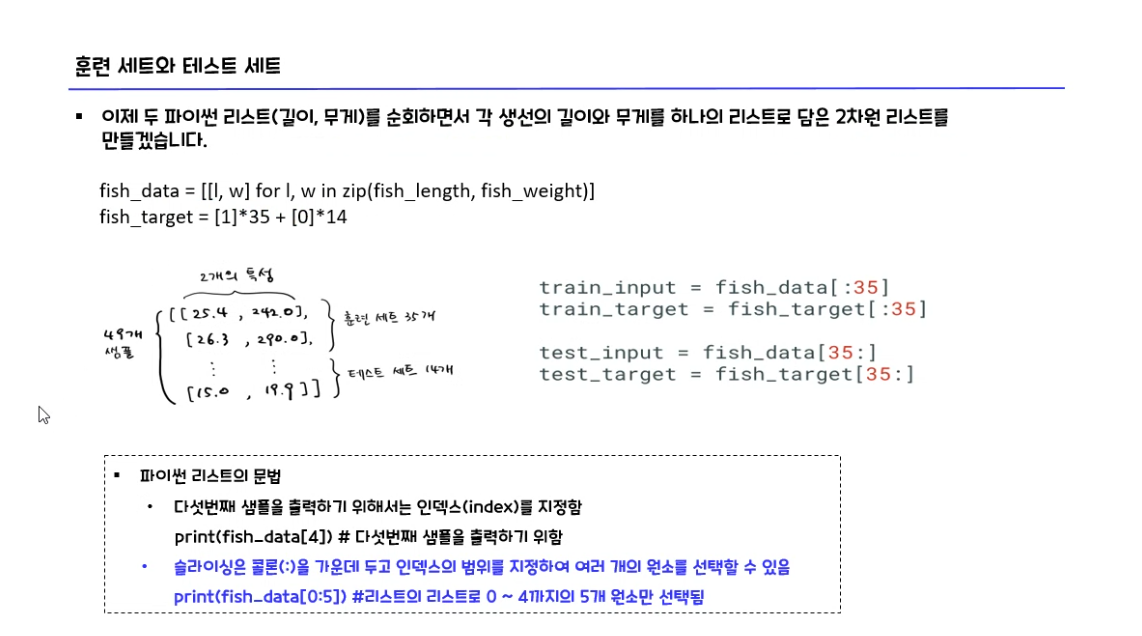 훈련 세트와 테스트 세트
▪ 이제 두 파이썬 리스트(길이, 무게)를 순회하면서 각 생선의 길이와 무게를 하나의 리스트로 담은 2차원 리스트를
만들겠습니다.
fish_data = [[l, w] for l, w in zip(fish_length, fish_weight)]
fish_target = [1]*35 + [0]*14
2개의 특성
49개
샘플
[[25.4 , 242.0],
[26.3 , 290.0],
⋮ ⋮
[15.0 , 19.9]]
훈련 세트 35개
테스트 세트 14개
train_input = fish_data[:35]
train_target = fish_target[:35]
test_input = fish_data[35:]
test_target = fish_target[35:]
▪ 파이썬 리스트의 문법
• 다섯번째 샘플을 출력하기 위해서는 인덱스(index)를 지정함
print(fish_data[4]) # 다섯번째 샘플을 출력하기 위함
• 슬라이싱은 콜론(:)을 가운데 두고 인덱스의 범위를 지정하여 여러 개의 원소를 선택할 수 있음
print(fish_data[0:5]) #리스트의 리스트로 0 ~ 4까지의 5개 원소만 선택됨